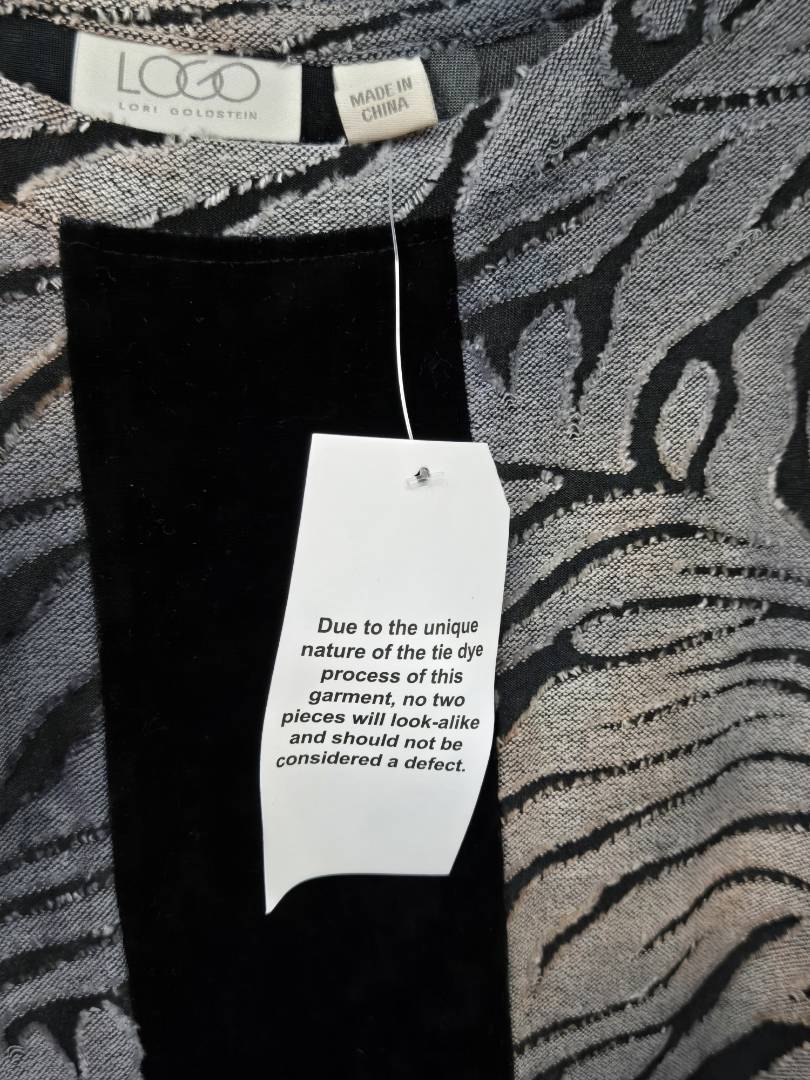 LOGO
LORI GOLDSTEIN
MADE IN
CHINA
Due to the unique
nature of the tie dye
process of this
garment, no two
pieces will look-alike
and should not be
considered a defect.